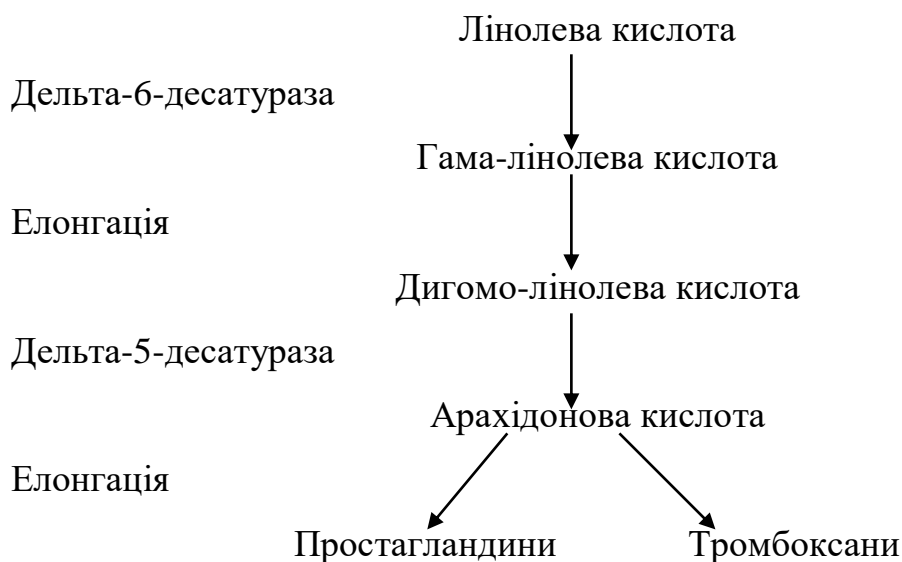 Лінолева кислота
Дельта-6-десатураза
Гама-лінолева кислота
Елонгація
Дигомо-лінолева кислота
Дельта-5-десатураза
Арахідонова кислота
Елонгація
Простагландини Тромбоксани